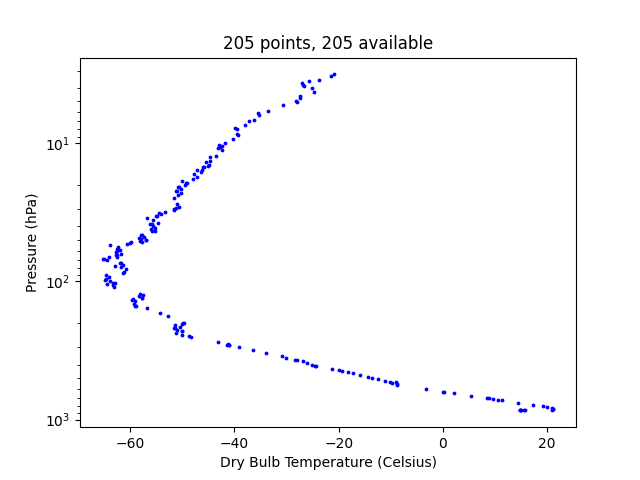 205 points, 205 available
Pressure (hPa)
10¹
10²
10³
−60
−40
−20
0
20
Dry Bulb Temperature (Celsius)